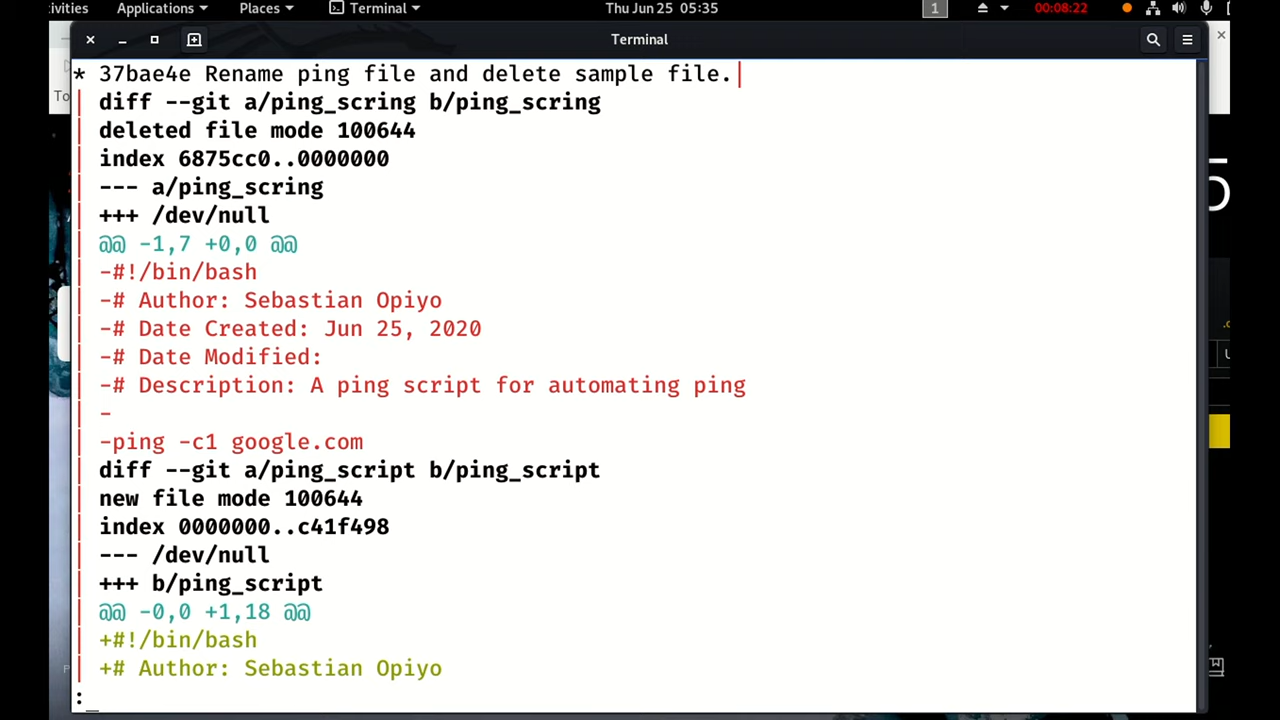 ivities Applications Places Terminal Thu Jun 25 05:35 1 00:08:22
Terminal
To
* 37bae4e Rename ping file and delete sample file.
| diff --git a/ping_scring b/ping_scring
| deleted file mode 100644
| index 6875cc0..0000000
| --- a/ping_scring
| +++ /dev/null
| @@ -1,7 +0,0 @@
| -#!/bin/bash
| -# Author: Sebastian Opiyo
| -# Date Created: Jun 25, 2020
| -# Date Modified:
| -# Description: A ping script for automating ping
| -
| -ping -c1 google.com
| diff --git a/ping_script b/ping_script
| new file mode 100644
| index 0000000..c41f498
| --- /dev/null
| +++ b/ping_script
| @@ -0,0 +1,18 @@
| +#!/bin/bash
| +# Author: Sebastian Opiyo
:_
5